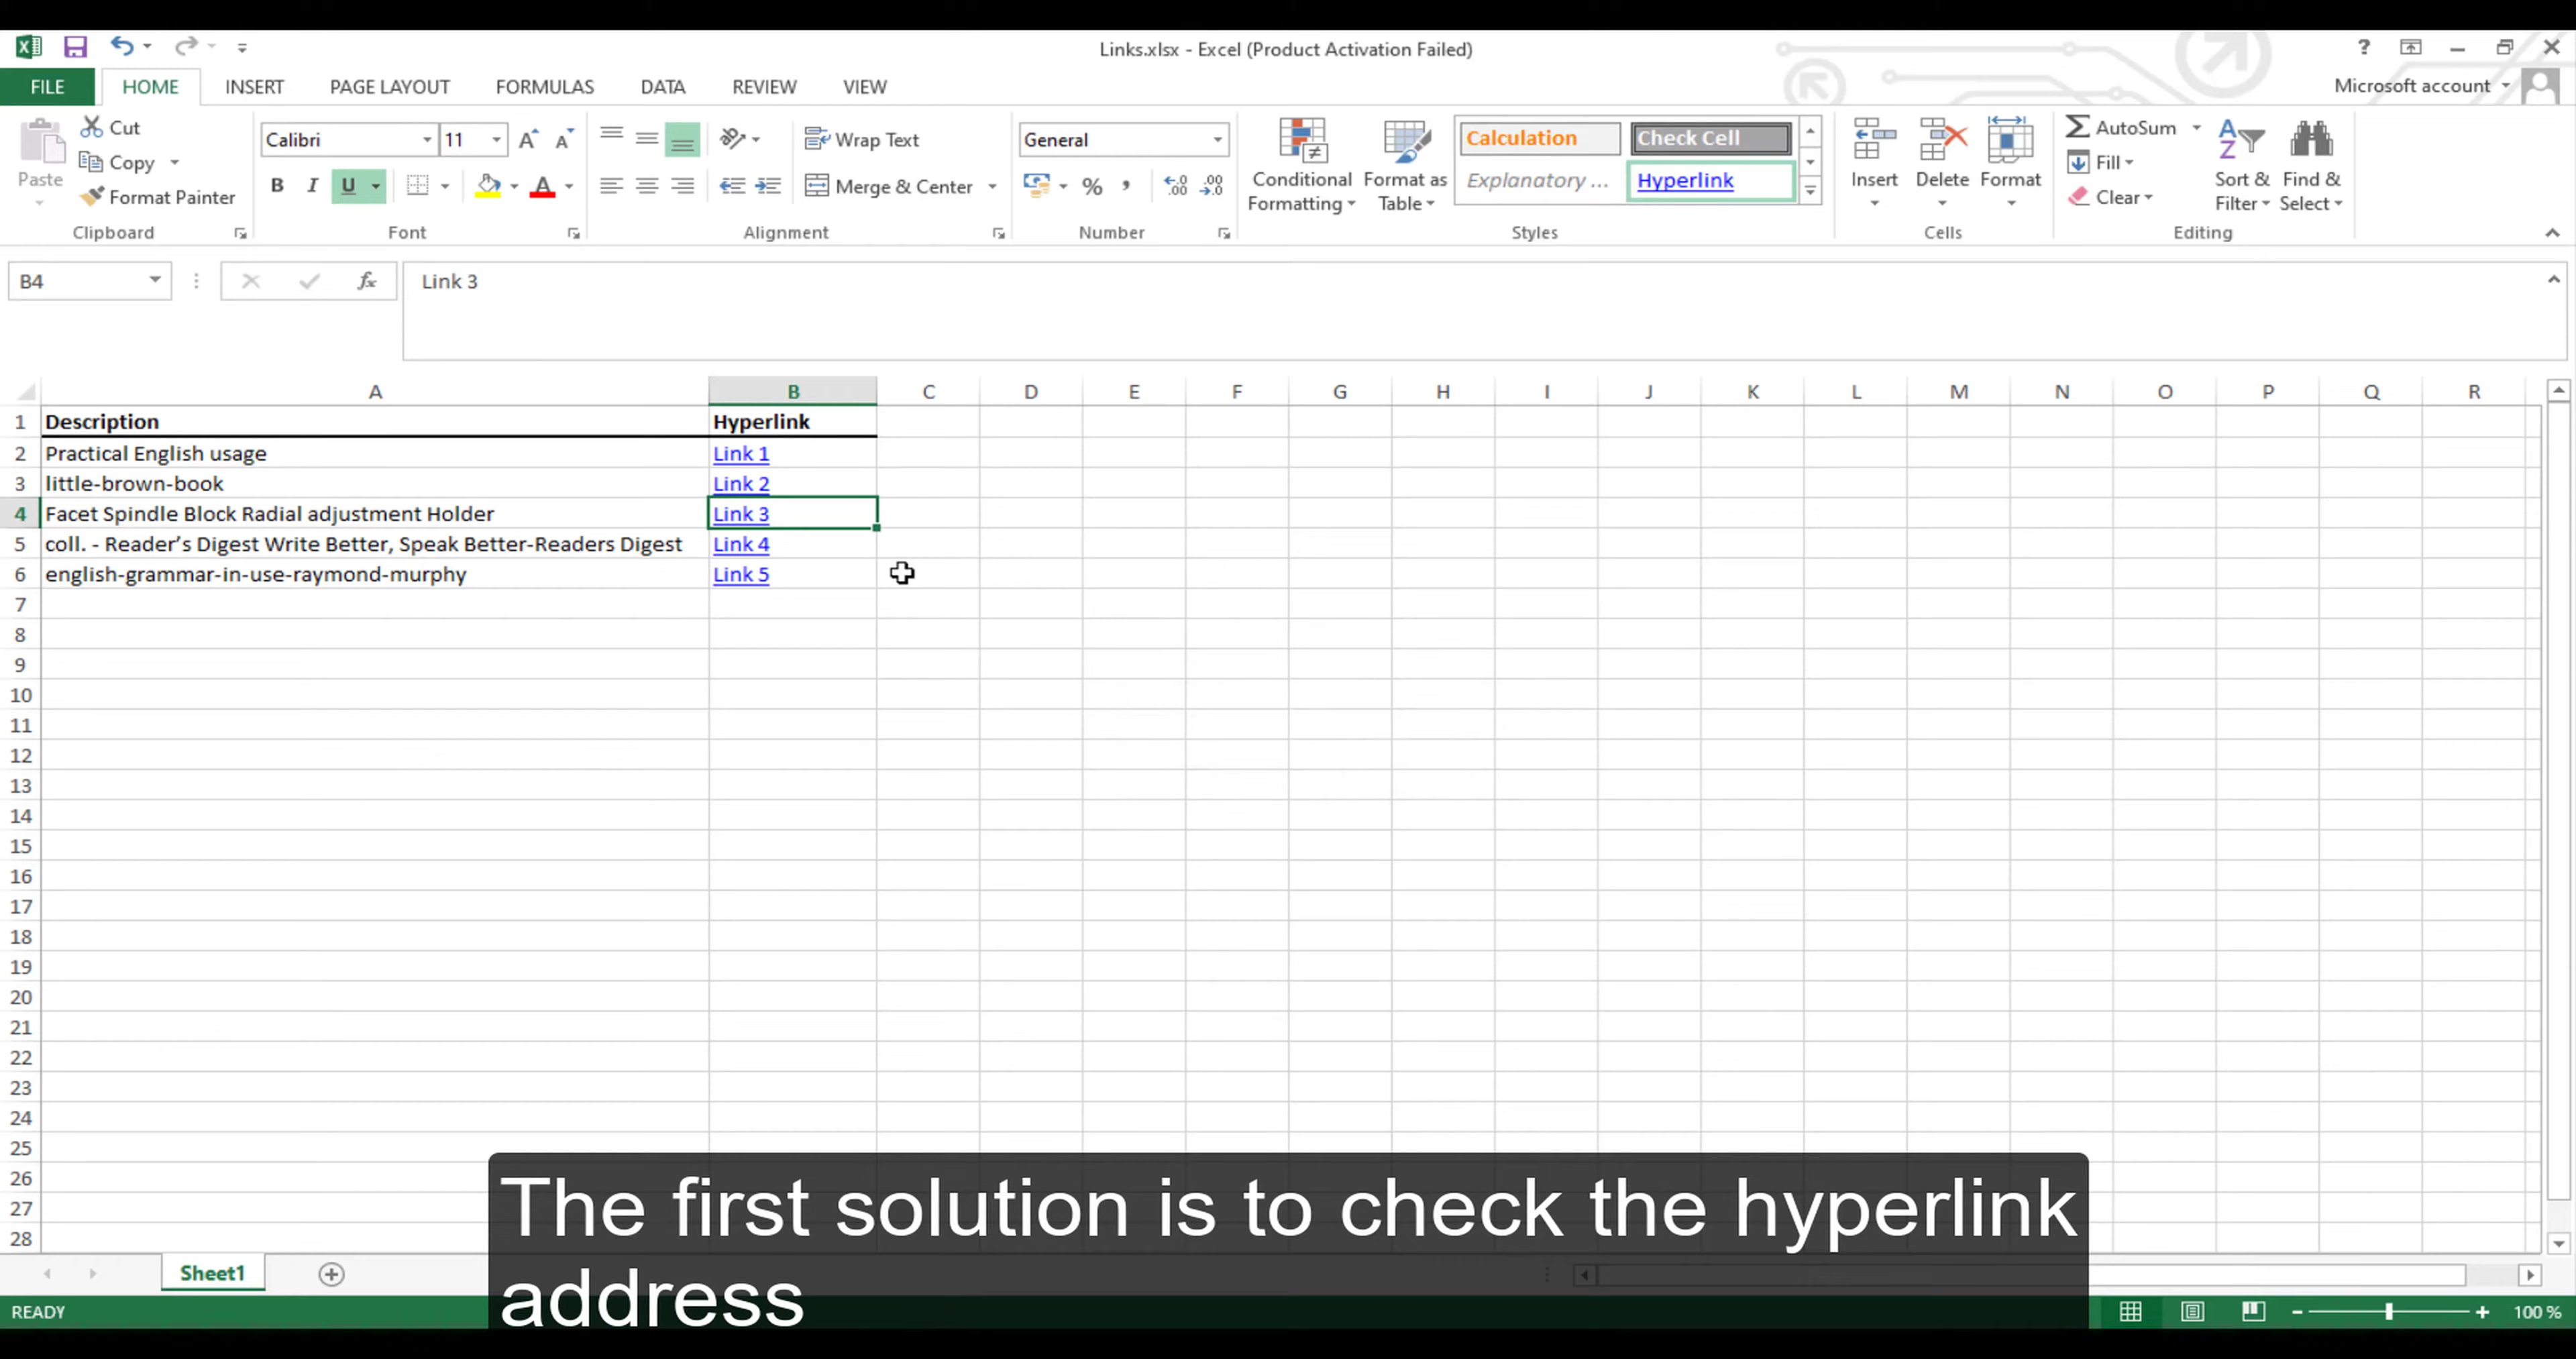 Links.xlsx - Excel (Product Activation Failed)
FILE HOME INSERT PAGE LAYOUT FORMULAS DATA REVIEW VIEW Microsoft account
Paste
Cut
Copy
Format Painter
Clipboard
Calibri 11
B I U A
Font
Wrap Text
Merge & Center
Alignment
General
% ,
Number
Conditional Formatting
Format as Table
Calculation Check Cell
Explanatory ... Hyperlink
Styles
Insert Delete Format
Cells
AutoSum
Fill
Clear
Sort & Filter
Find & Select
Editing
B4 fx Link 3
A B C D E F G H I J K L M N O P Q R
1 Description Hyperlink
2 Practical English usage Link 1
3 little-brown-book Link 2
4 Facet Spindle Block Radial adjustment Holder Link 3
5 coll. - Reader’s Digest Write Better, Speak Better-Readers Digest Link 4
6 english-grammar-in-use-raymond-murphy Link 5
7
8
9
10
11
12
13
14
15
16
17
18
19
20
21
22
23
24
25
26
27
28
The first solution is to check the hyperlink
address
Sheet1
READY 100 %